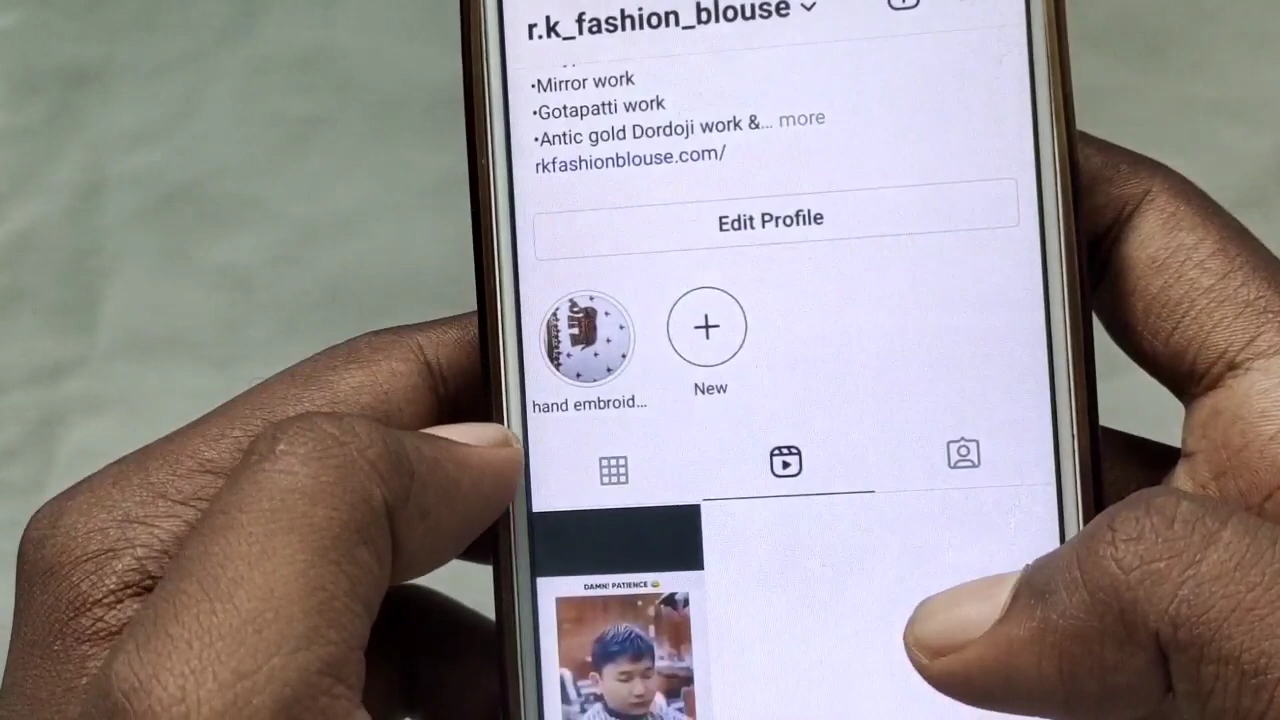 r.k_fashion_blouse
•Mirror work
•Gotapatti work
•Antic gold Dordoji work &... more
rkfashionblouse.com/
Edit Profile
hand embroid...
New
DAMN! PATIENCE 😂